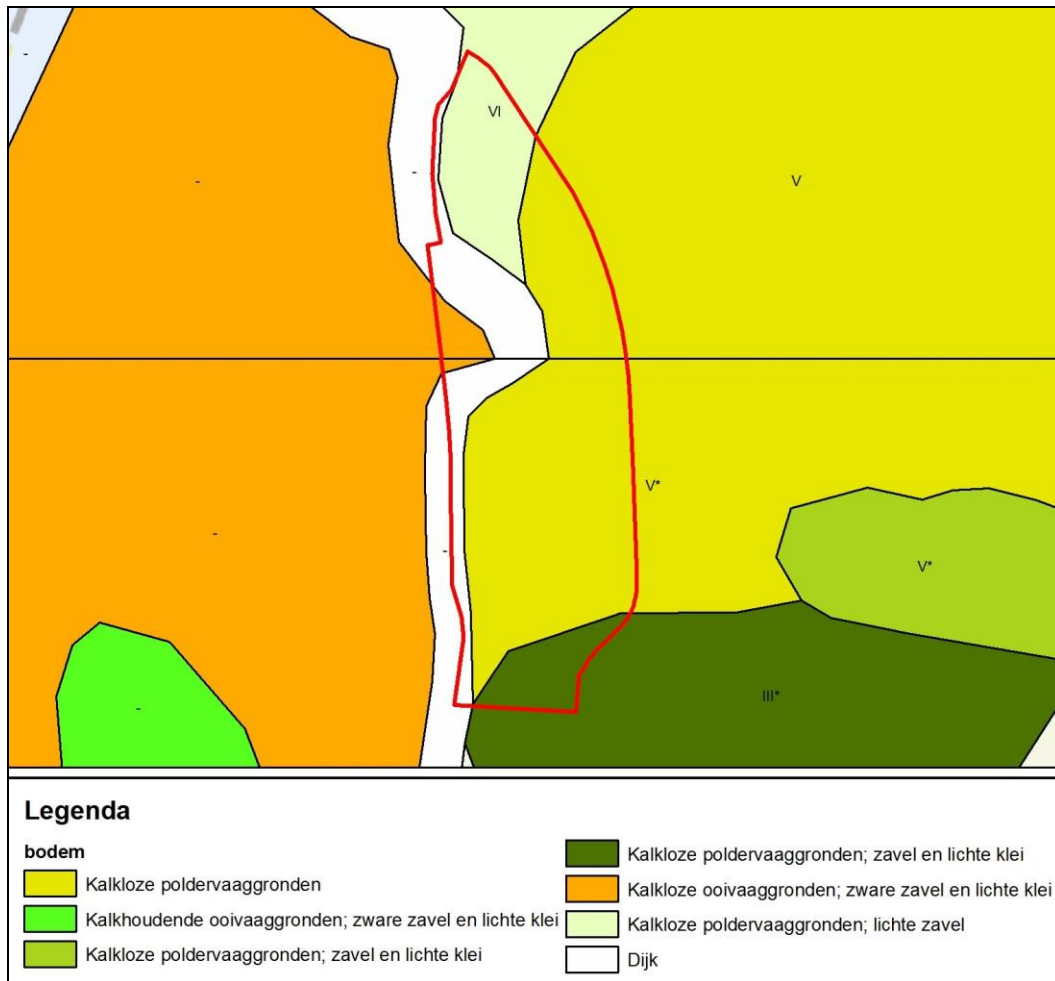 -
VI
-
-
V
V*
-
-
V*
III*
-
Legenda
bodem
Kalkloze poldervaaggronden
Kalkhoudende ooivaaggronden; zware zavel en lichte klei
Kalkloze poldervaaggronden; zavel en lichte klei
Kalkloze poldervaaggronden; zavel en lichte klei
Kalkloze ooivaaggronden; zware zavel en lichte klei
Kalkloze poldervaaggronden; lichte zavel
Dijk